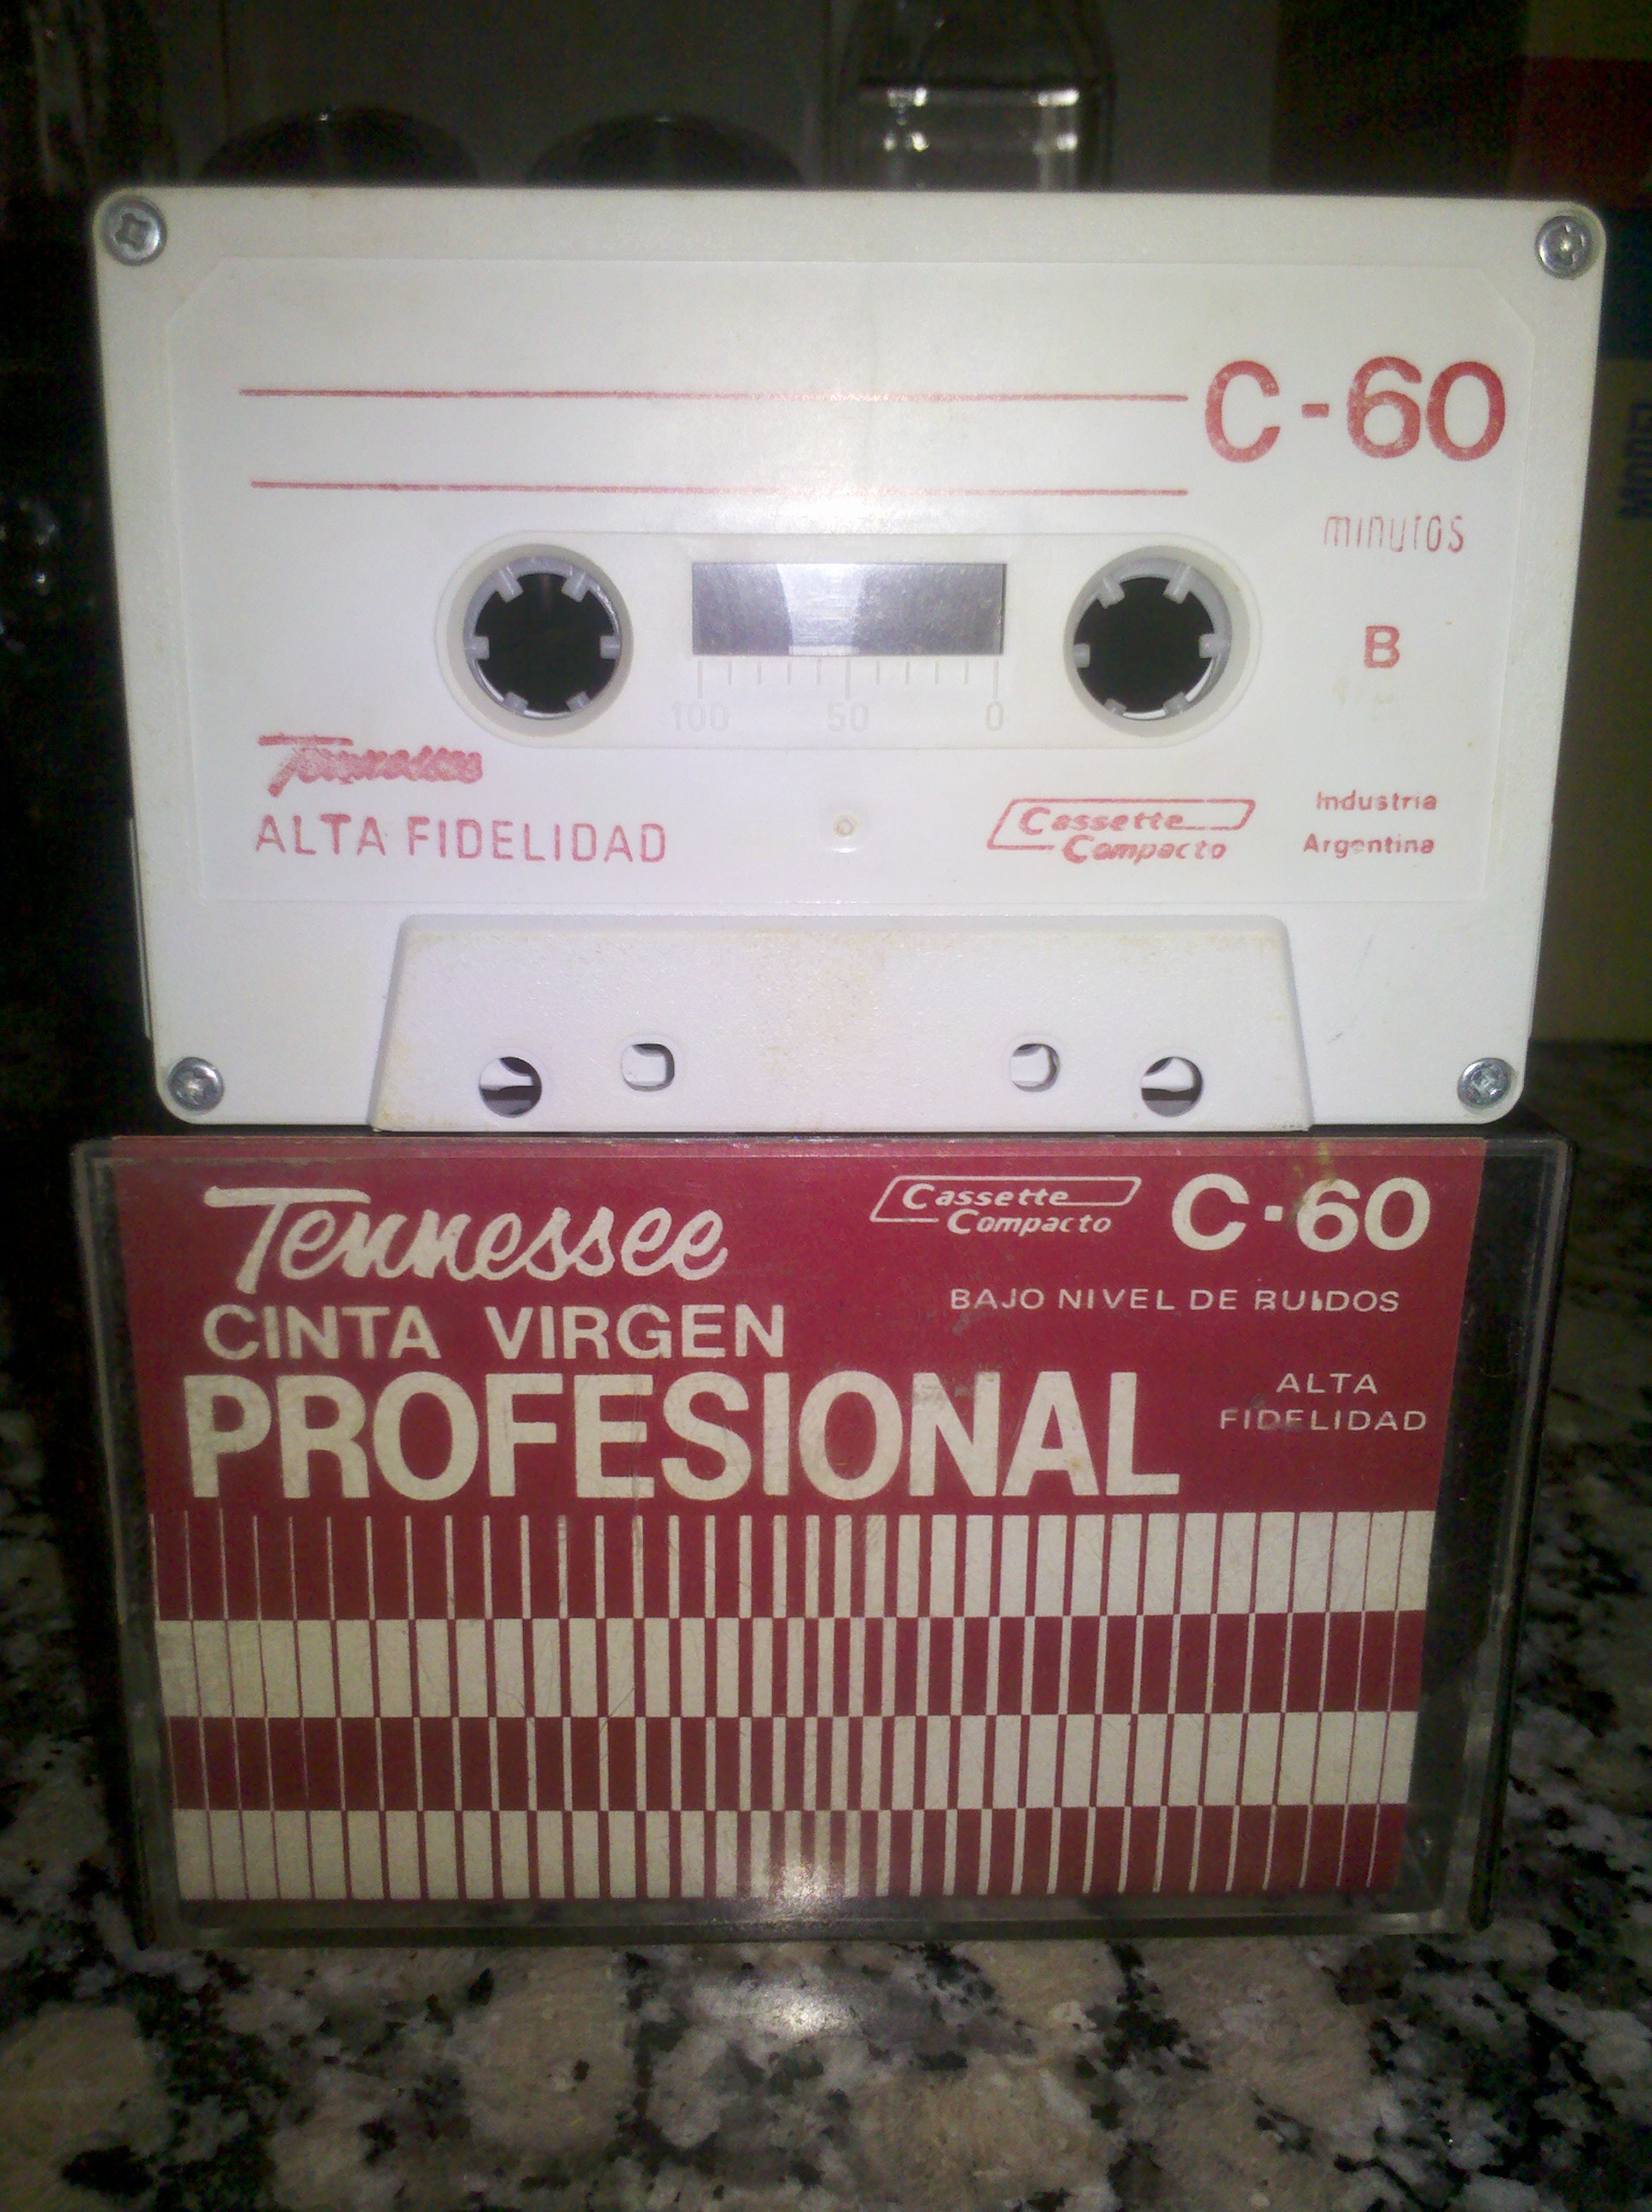 C-60
minutos
B
100 50 0
Tennessee
ALTA FIDELIDAD
Cassette
Compacto
Industria
Argentina
Tennessee
Cassette
Compacto
C·60
BAJO NIVEL DE RUIDOS
CINTA VIRGEN
PROFESIONAL
ALTA
FIDELIDAD